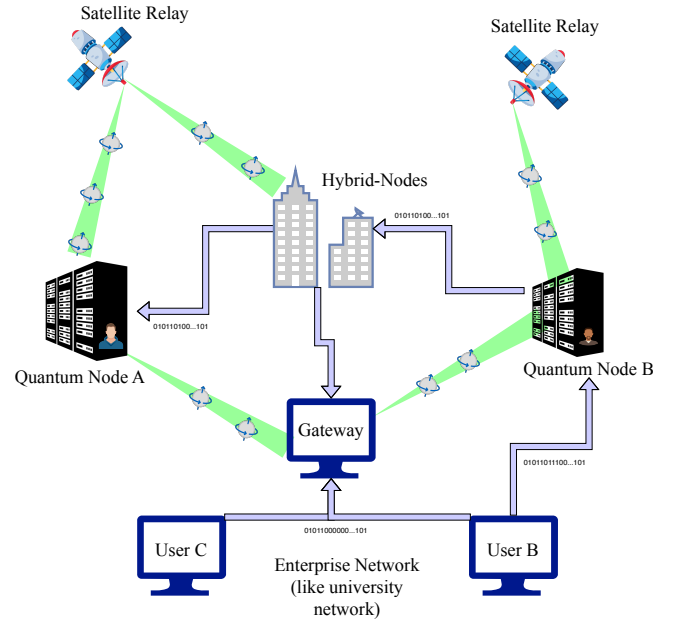 Satellite Relay
Satellite Relay
Hybrid-Nodes
010110100...101
010110100...101
Quantum Node A
Quantum Node B
Gateway
01011011100...101
01011000000...101
User C
User B
Enterprise Network
(like university
network)